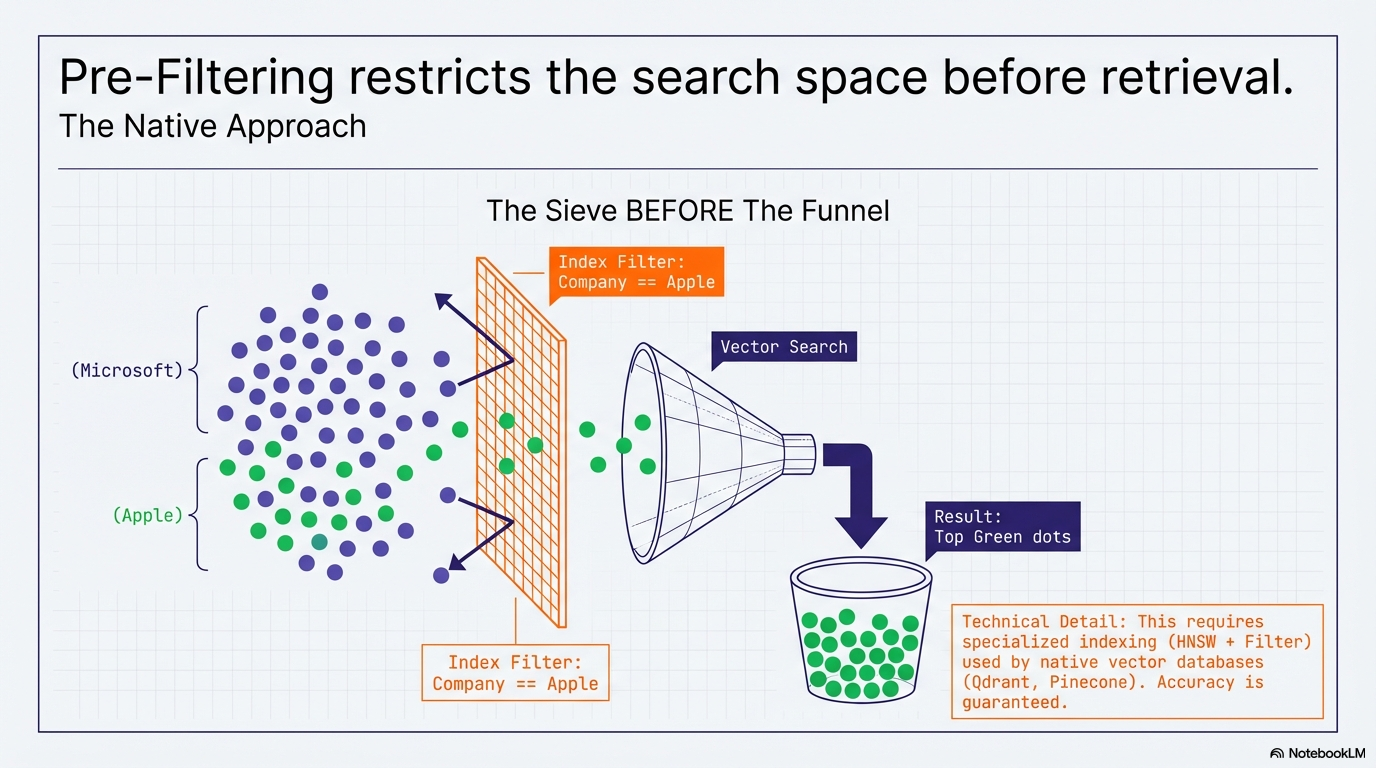 Pre-Filtering restricts the search space before retrieval.
The Native Approach
The Sieve BEFORE The Funnel
Index Filter:
Company == Apple
Vector Search
(Microsoft)
(Apple)
Result:
Top Green dots
Index Filter:
Company == Apple
Technical Detail: This requires
specialized indexing (HNSW + Filter)
used by native vector databases
(Qdrant, Pinecone). Accuracy is
guaranteed.
NotebookLM